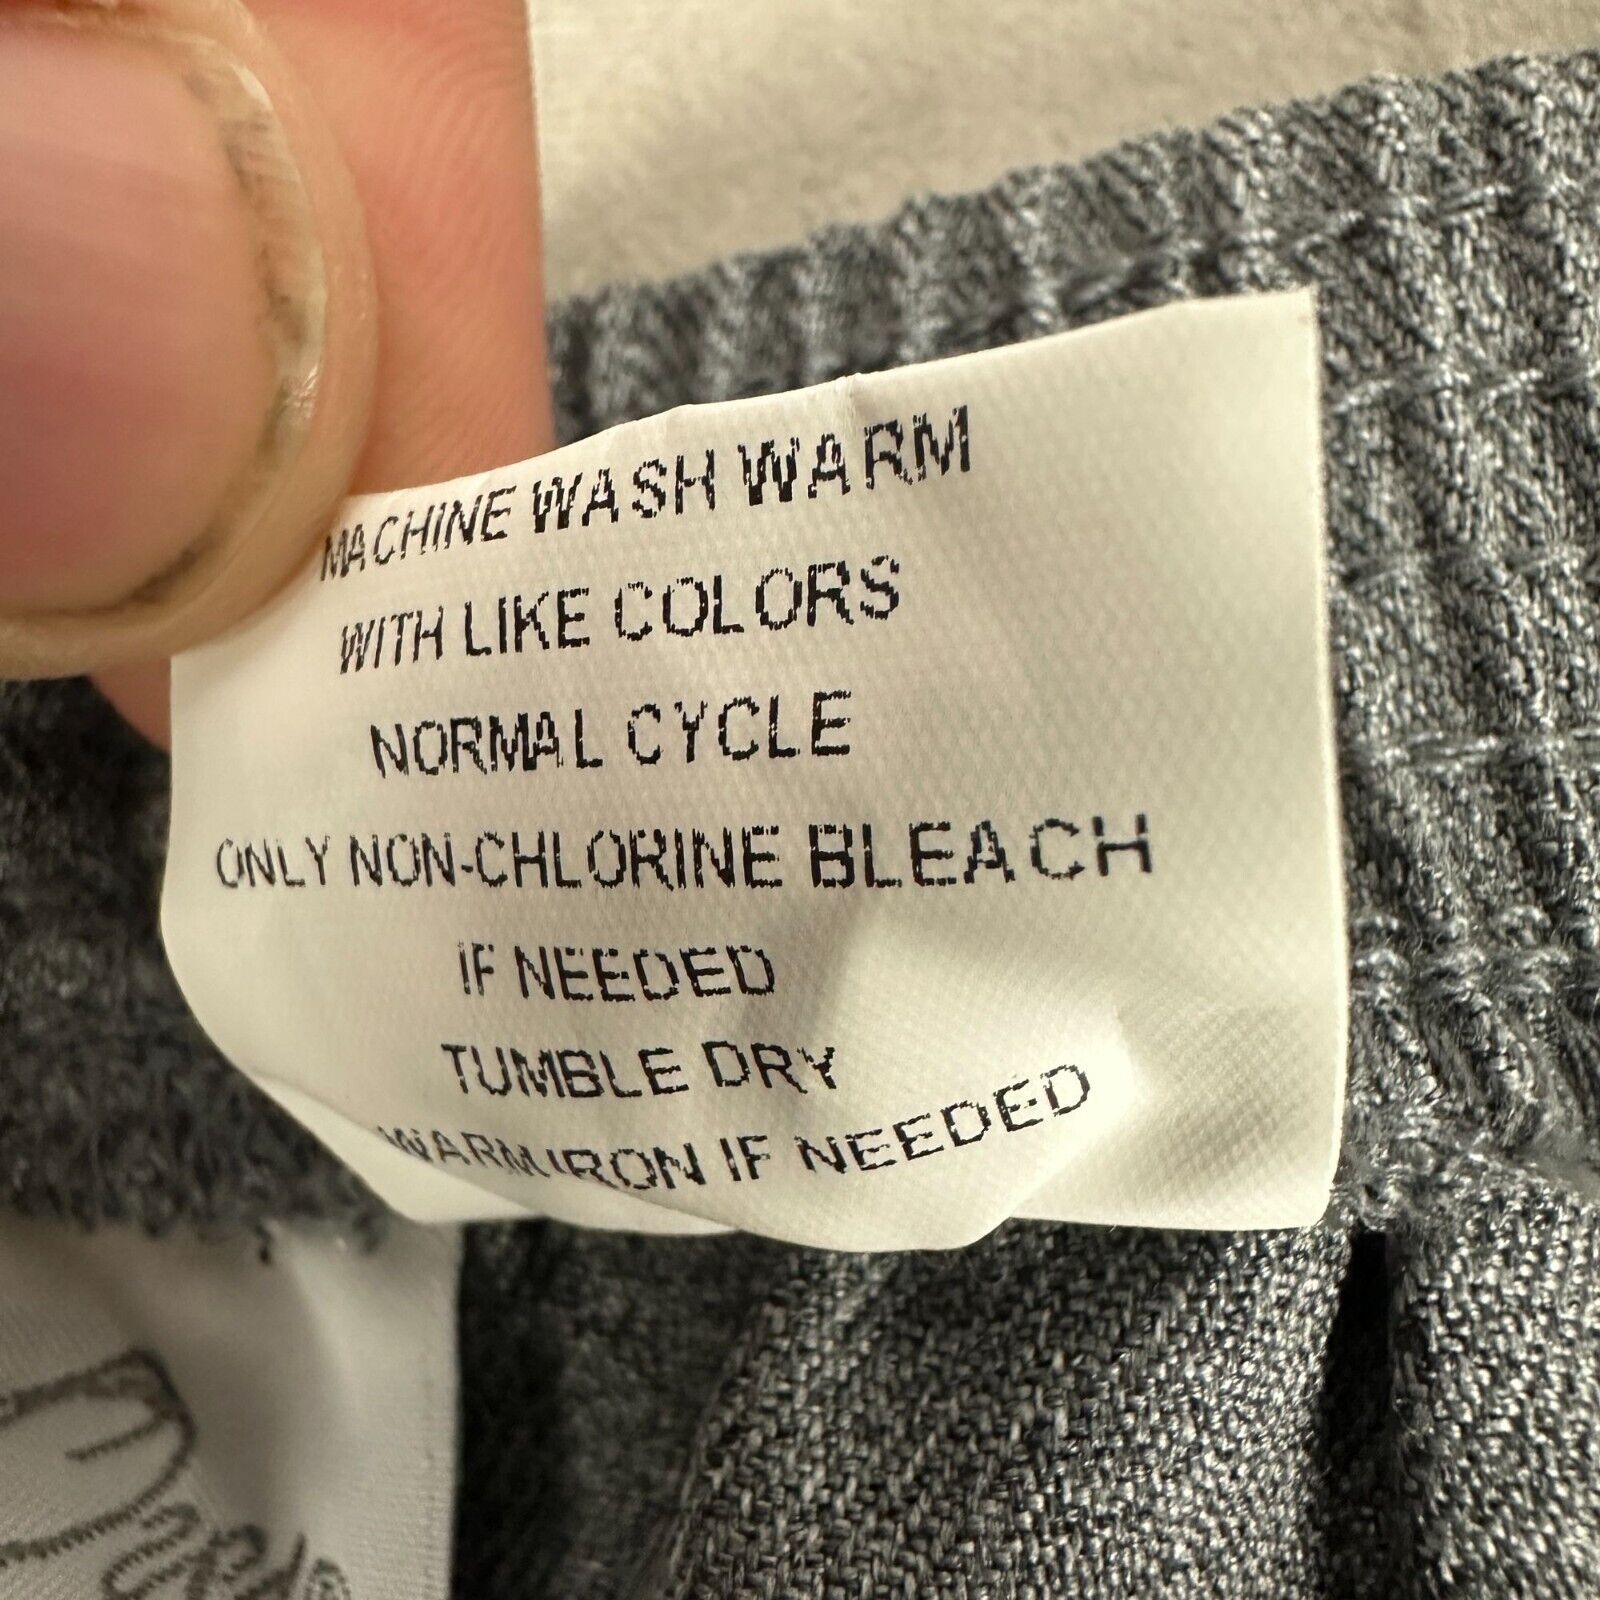 MACHINE WASH WARM
WITH LIKE COLORS
NORMAL CYCLE
ONLY NON-CHLORINE BLEACH
IF NEEDED
TUMBLE DRY
WARM IRON IF NEEDED